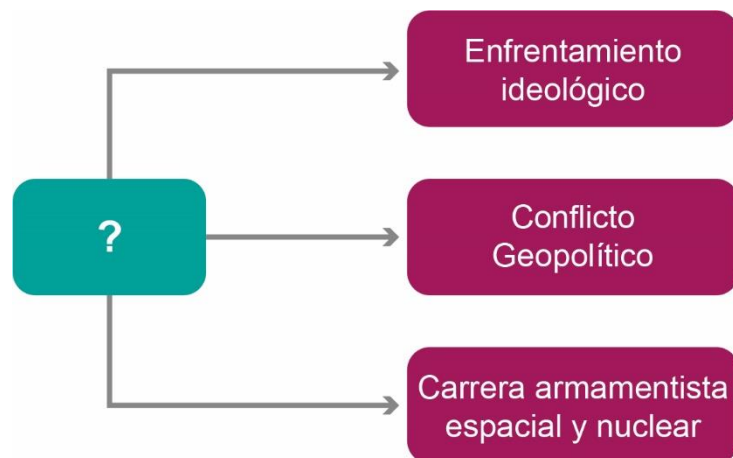 Enfrentamiento
ideológico
?
Conflicto
Geopolítico
Carrera armamentista
espacial y nuclear